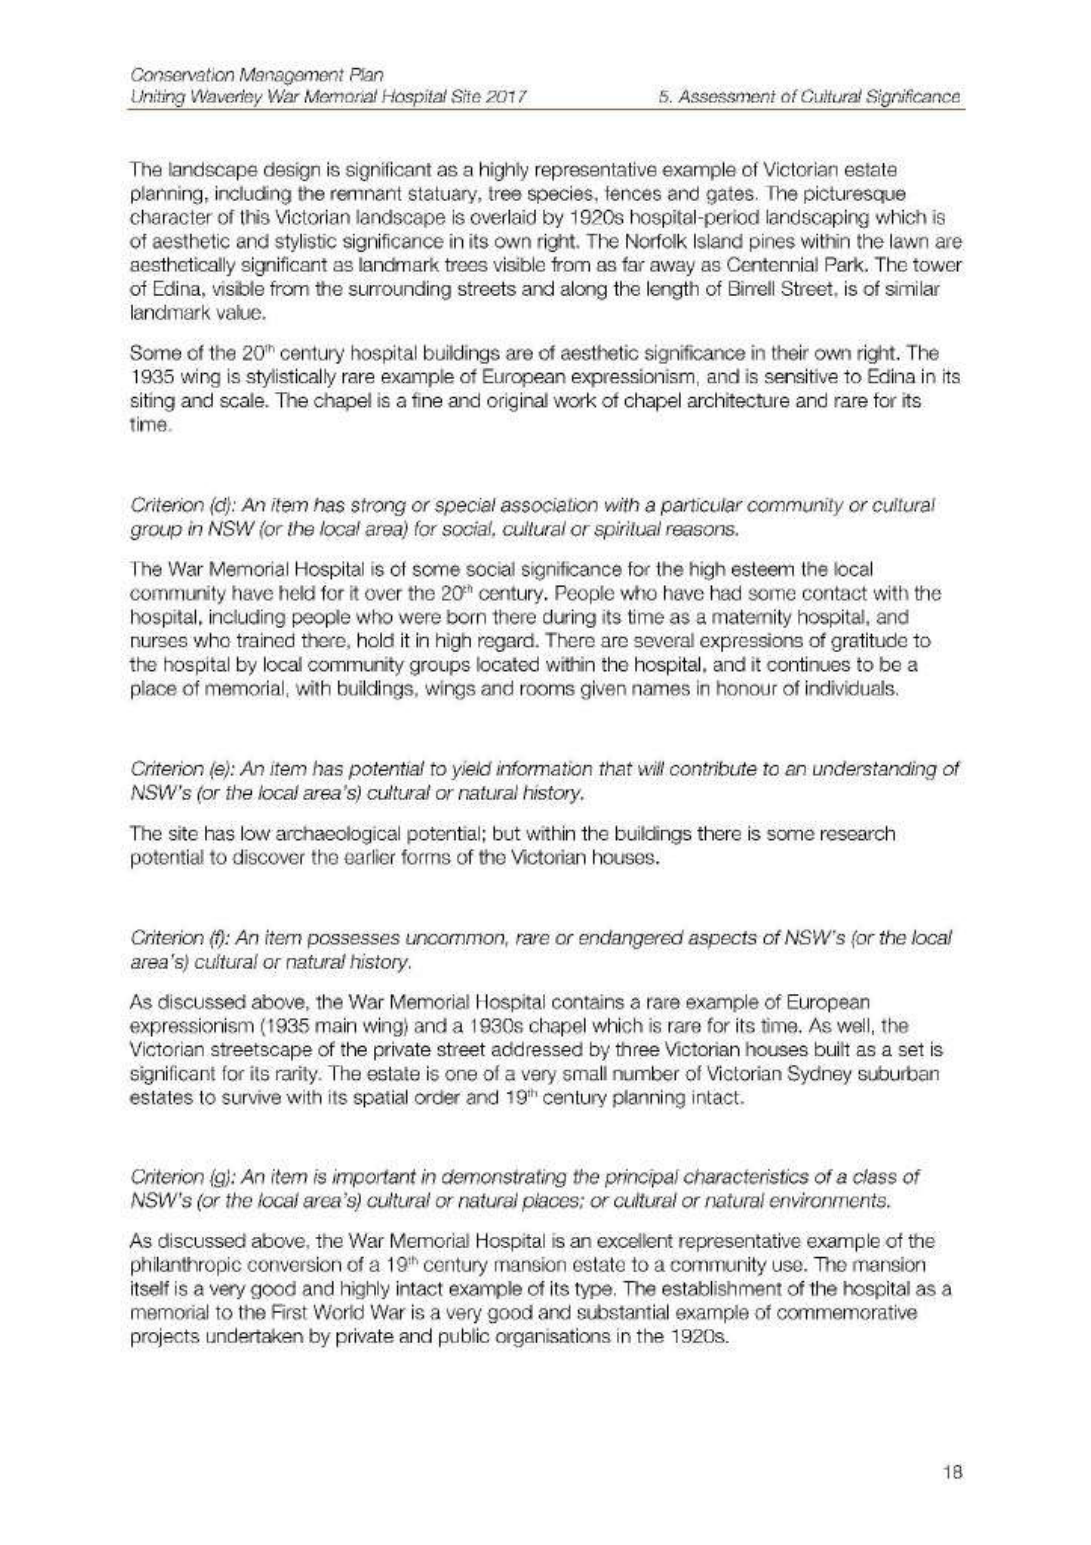 Conservation Management Plan
Uniting Waverley War Memorial Hospital Site 2017 5. Assessment of Cultural Significance
The landscape design is significant as a highly representative example of Victorian estate
planning, including the remnant statuary, tree species, fences and gates. The picturesque
character of this Victorian landscape is overlaid by 1920s hospital-period landscaping which is
of aesthetic and stylistic significance in its own right. The Norfolk Island pines within the lawn are
aesthetically significant as landmark trees visible from as far away as Centennial Park. The tower
of Edina, visible from the surrounding streets and along the length of Birrell Street, is of similar
landmark value.
Some of the 20th century hospital buildings are of aesthetic significance in their own right. The
1935 wing is stylistically rare example of European expressionism, and is sensitive to Edina in its
siting and scale. The chapel is a fine and original work of chapel architecture and rare for its
time.
Criterion (d): An item has strong or special association with a particular community or cultural
group in NSW (or the local area) for social, cultural or spiritual reasons.
The War Memorial Hospital is of some social significance for the high esteem the local
community have held for it over the 20th century. People who have had some contact with the
hospital, including people who were born there during its time as a maternity hospital, and
nurses who trained there, hold it in high regard. There are several expressions of gratitude to
the hospital by local community groups located within the hospital, and it continues to be a
place of memorial, with buildings, wings and rooms given names in honour of individuals.
Criterion (e): An item has potential to yield information that will contribute to an understanding of
NSW's (or the local area's) cultural or natural history.
The site has low archaeological potential; but within the buildings there is some research
potential to discover the earlier forms of the Victorian houses.
Criterion (f): An item possesses uncommon, rare or endangered aspects of NSW's (or the local
area's) cultural or natural history.
As discussed above, the War Memorial Hospital contains a rare example of European
expressionism (1935 main wing) and a 1930s chapel which is rare for its time. As well, the
Victorian streetscape of the private street addressed by three Victorian houses built as a set is
significant for its rarity. The estate is one of a very small number of Victorian Sydney suburban
estates to survive with its spatial order and 19th century planning intact.
Criterion (g): An item is important in demonstrating the principal characteristics of a class of
NSW's (or the local area's) cultural or natural places; or cultural or natural environments.
As discussed above, the War Memorial Hospital is an excellent representative example of the
philanthropic conversion of a 19th century mansion estate to a community use. The mansion
itself is a very good and highly intact example of its type. The establishment of the hospital as a
memorial to the First World War is a very good and substantial example of commemorative
projects undertaken by private and public organisations in the 1920s.
18